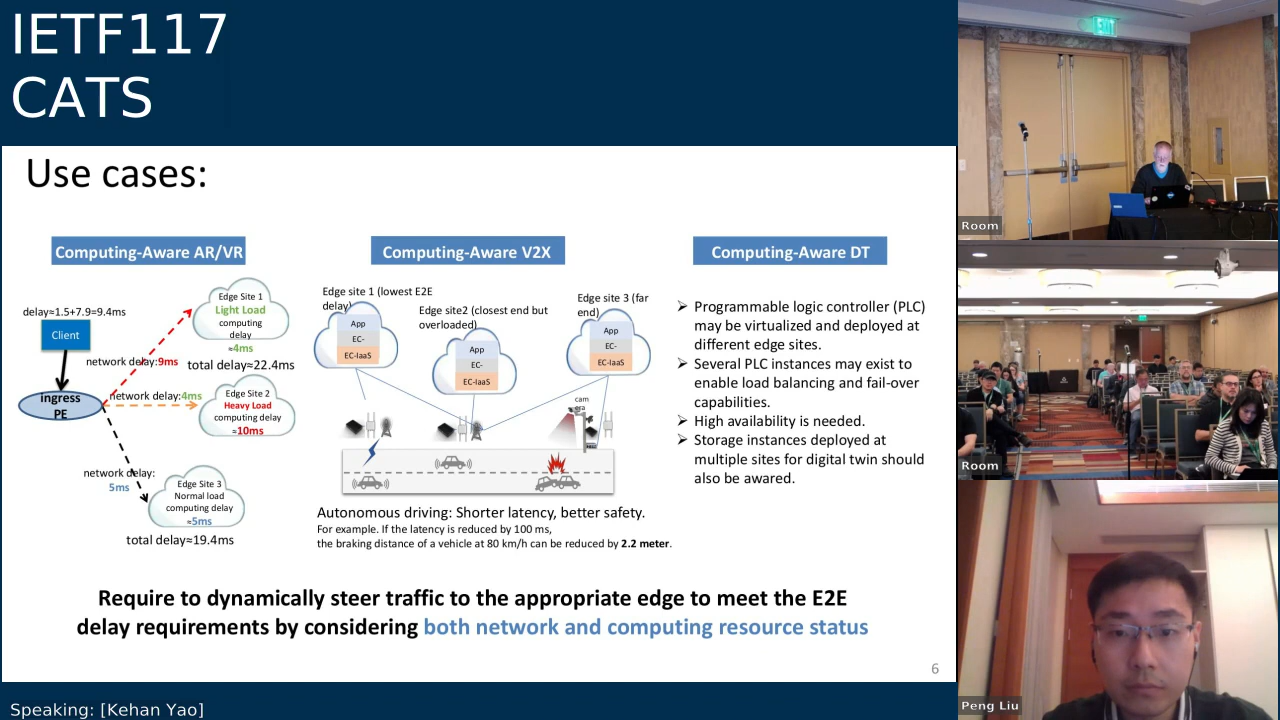 IETF117
CATS
Use cases:
Computing-Aware AR/VR
delay≈1.5+7.9=9.4ms
Client
ingress
PE
network delay:9ms
network delay:4ms
network delay:
5ms
Edge Site 1
Light Load
computing
delay
≈4ms
total delay≈22.4ms
Edge Site 2
Heavy Load
computing delay
≈10ms
Edge Site 3
Normal load
computing delay
≈5ms
total delay≈19.4ms
Computing-Aware V2X
Edge site 1 (lowest E2E
delay)
App
EC-
EC-IaaS
Edge site2 (closest end but
overloaded)
App
EC-
EC-IaaS
Edge site 3 (far
end)
App
EC-
EC-IaaS
cam
era
Autonomous driving: Shorter latency, better safety.
For example. If the latency is reduced by 100 ms,
the braking distance of a vehicle at 80 km/h can be reduced by 2.2 meter.
Computing-Aware DT
➢ Programmable logic controller (PLC)
may be virtualized and deployed at
different edge sites.
➢ Several PLC instances may exist to
enable load balancing and fail-over
capabilities.
➢ High availability is needed.
➢ Storage instances deployed at
multiple sites for digital twin should
also be awared.
Require to dynamically steer traffic to the appropriate edge to meet the E2E
delay requirements by considering both network and computing resource status
6
Speaking: [Kehan Yao]
EXIT
Room
Room
Peng Liu